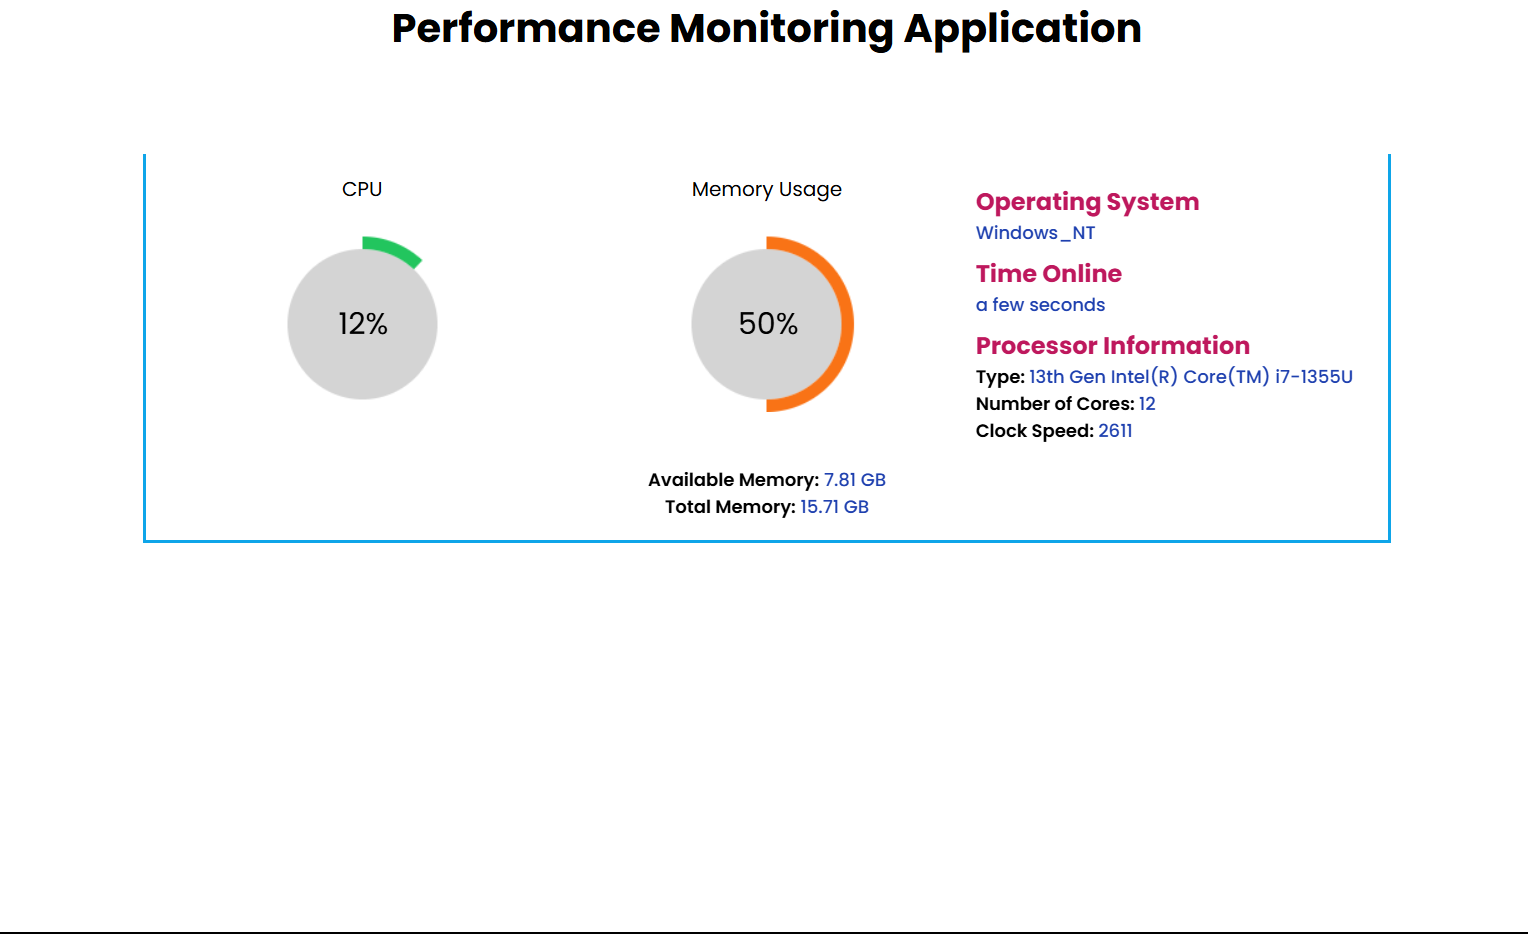 Performance Monitoring Application
CPU
12%
Memory Usage
50%
Available Memory: 7.81 GB
Total Memory: 15.71 GB
Operating System
Windows_NT
Time Online
a few seconds
Processor Information
Type: 13th Gen Intel(R) Core(TM) i7-1355U
Number of Cores: 12
Clock Speed: 2611